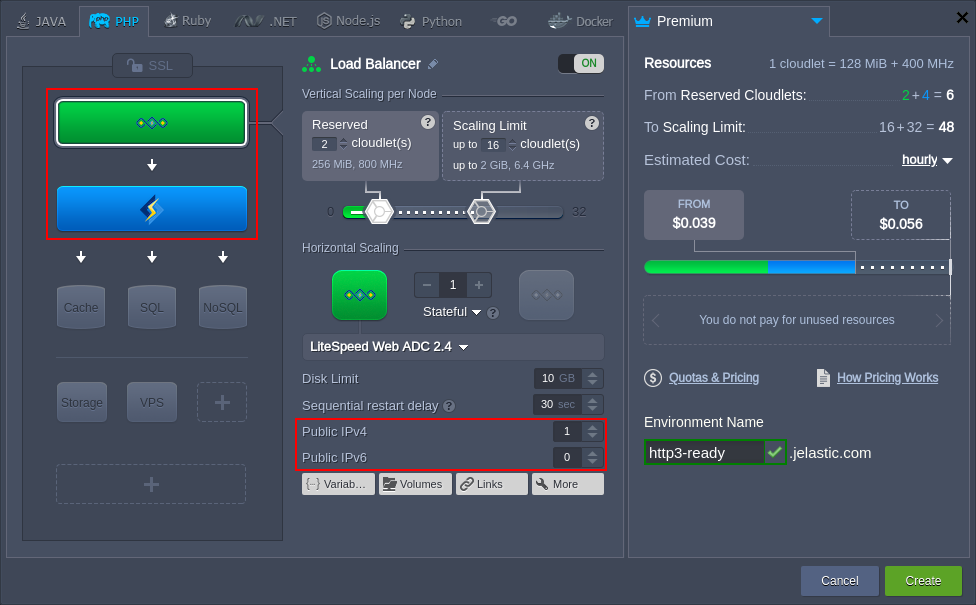 JAVA PHP Ruby .NET Node.js Python GO Docker
SSL
Cache SQL NoSQL
Storage VPS +
+
Load Balancer ON
Vertical Scaling per Node
Reserved ?
2 cloudlet(s)
256 MiB, 800 MHz
Scaling Limit ?
up to 16 cloudlet(s)
up to 2 GiB, 6.4 GHz
0 32
Horizontal Scaling
− 1 +
Stateful ?
LiteSpeed Web ADC 2.4
Disk Limit 10 GB
Sequential restart delay ? 30 sec
Public IPv4 1
Public IPv6 0
{··} Variab... Volumes Links More
Premium
Resources 1 cloudlet = 128 MiB + 400 MHz
From Reserved Cloudlets: 2 + 4 = 6
To Scaling Limit: 16 + 32 = 48
Estimated Cost: hourly
FROM
$0.039
TO
$0.056
You do not pay for unused resources
$ Quotas & Pricing How Pricing Works
Environment Name
http3-ready .jelastic.com
Cancel Create